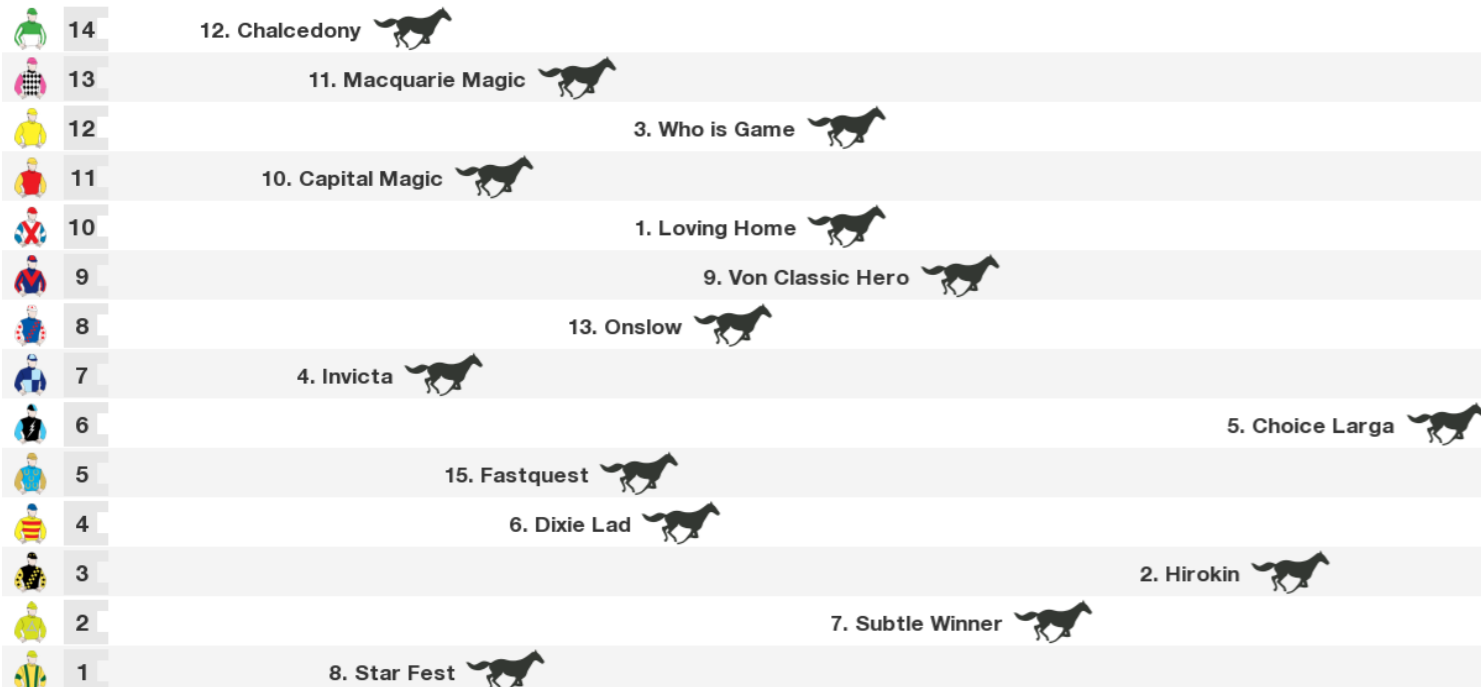 14 12. Chalcedony
13 11. Macquarie Magic
12 3. Who is Game
11 10. Capital Magic
10 1. Loving Home
9 9. Von Classic Hero
8 13. Onslow
7 4. Invicta
6 5. Choice Larga
5 15. Fastquest
4 6. Dixie Lad
3 2. Hirokin
2 7. Subtle Winner
1 8. Star Fest